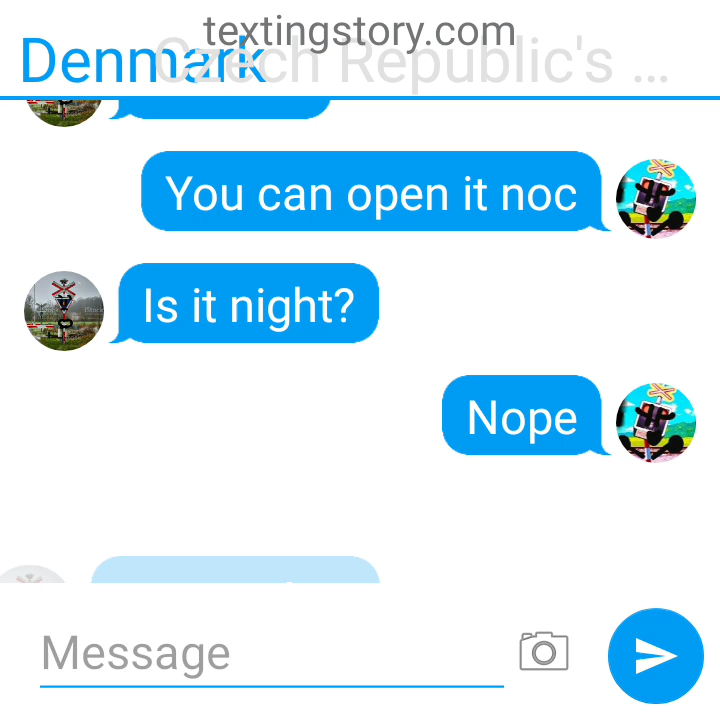 textingstory.com
Denmark
Czech Republic's ...
You can open it noc
Is it night?
Nope
Message